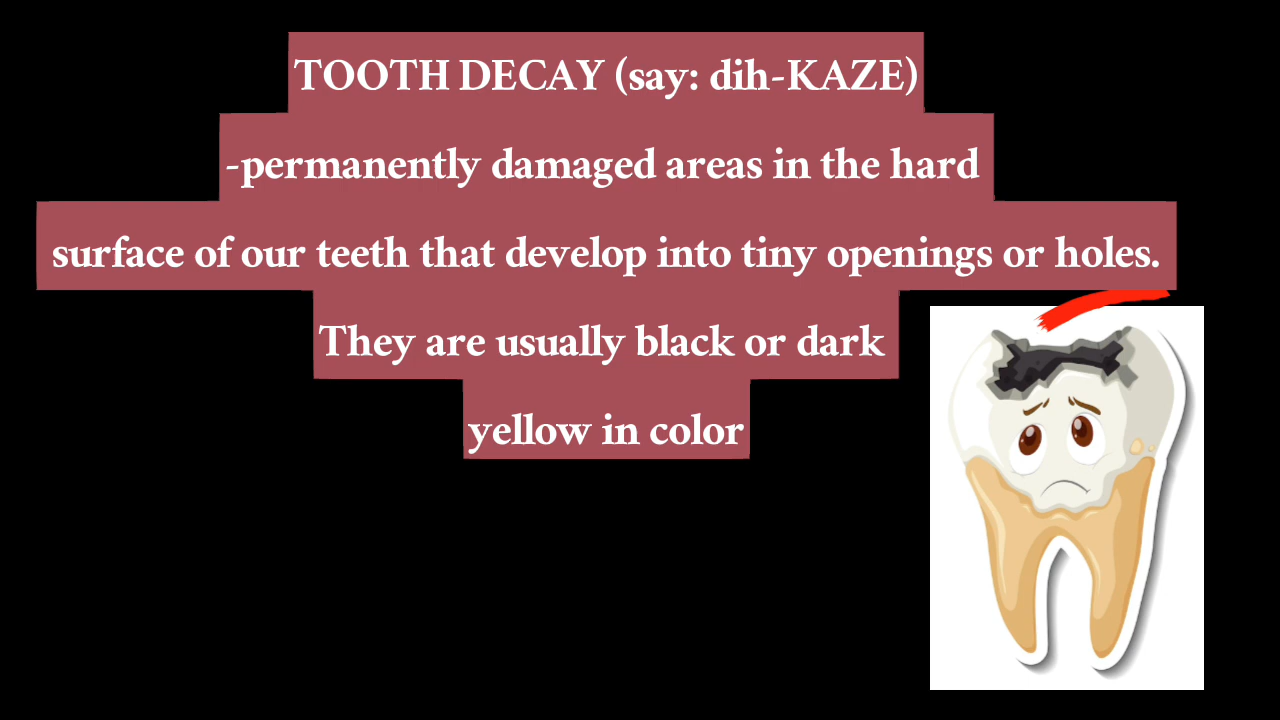 TOOTH DECAY (say: dih-KAZE)
-permanently damaged areas in the hard
surface of our teeth that develop into tiny openings or holes.
They are usually black or dark
yellow in color